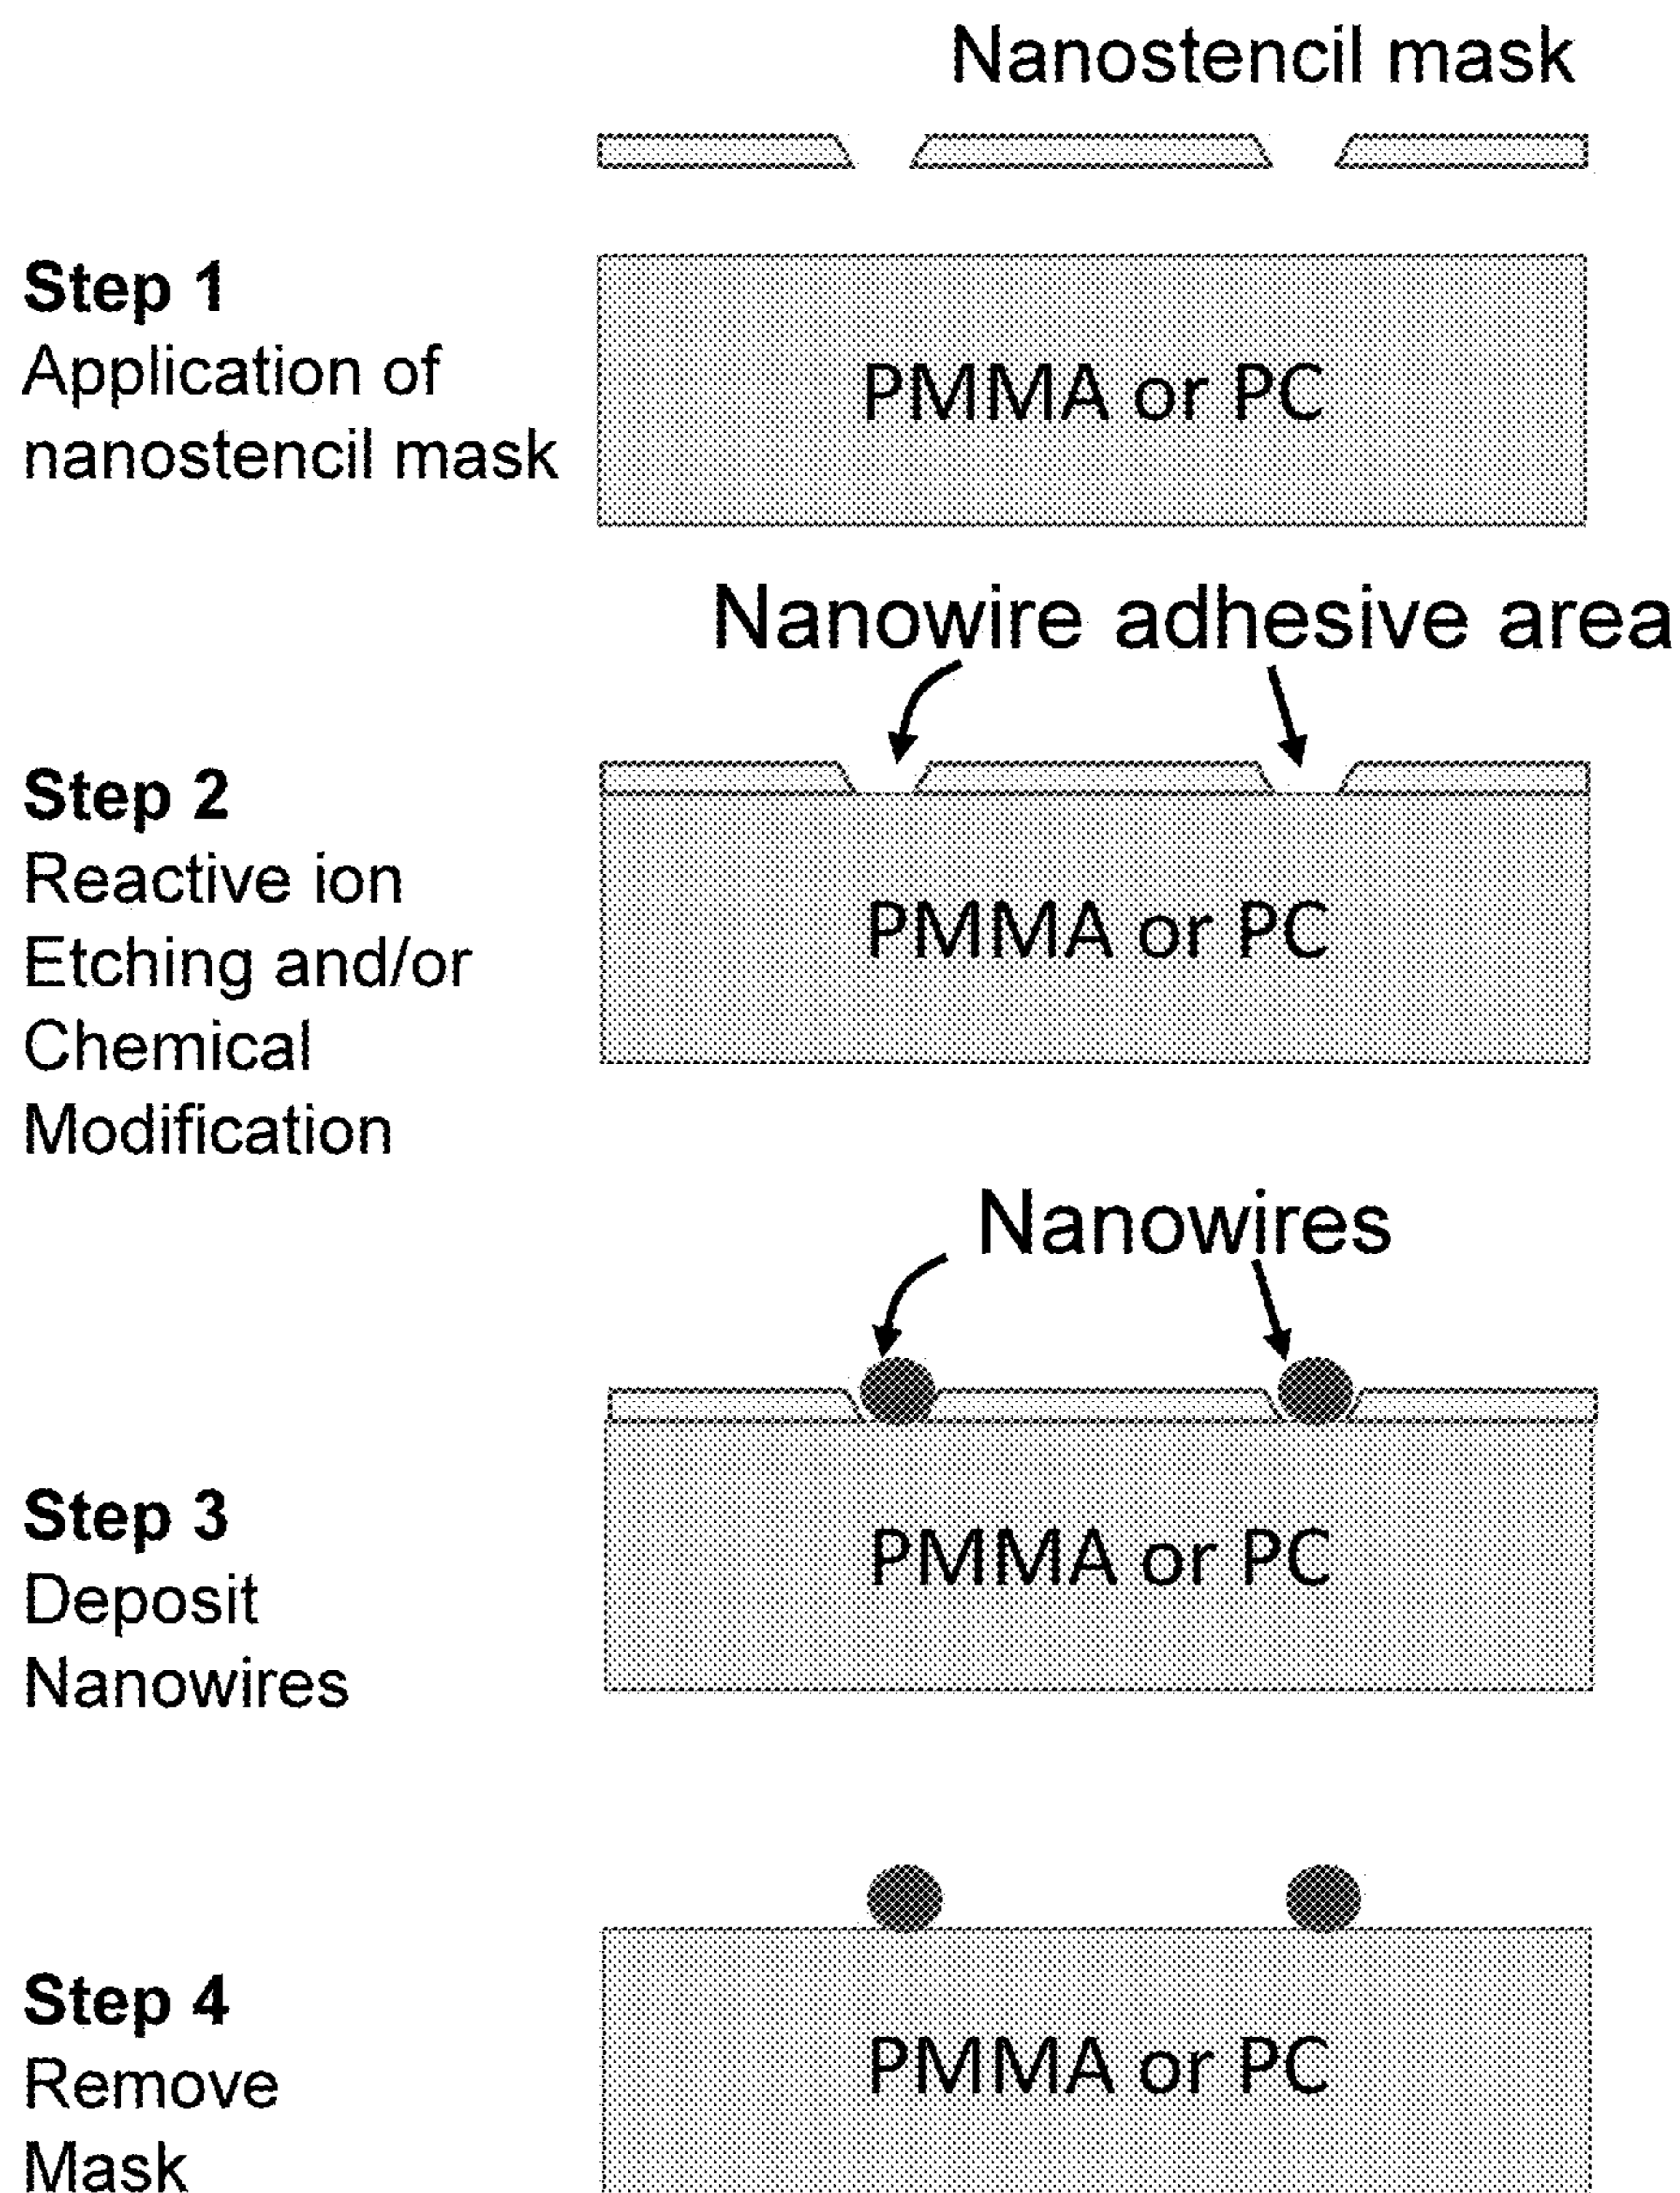 Nanostencil mask
Step 1
Application of
nanostencil mask
PMMA or PC
Nanowire adhesive area
Step 2
Reactive ion
Etching and/or
Chemical
Modification
PMMA or PC
Nanowires
Step 3
Deposit
Nanowires
PMMA or PC
Step 4
Remove
Mask
PMMA or PC